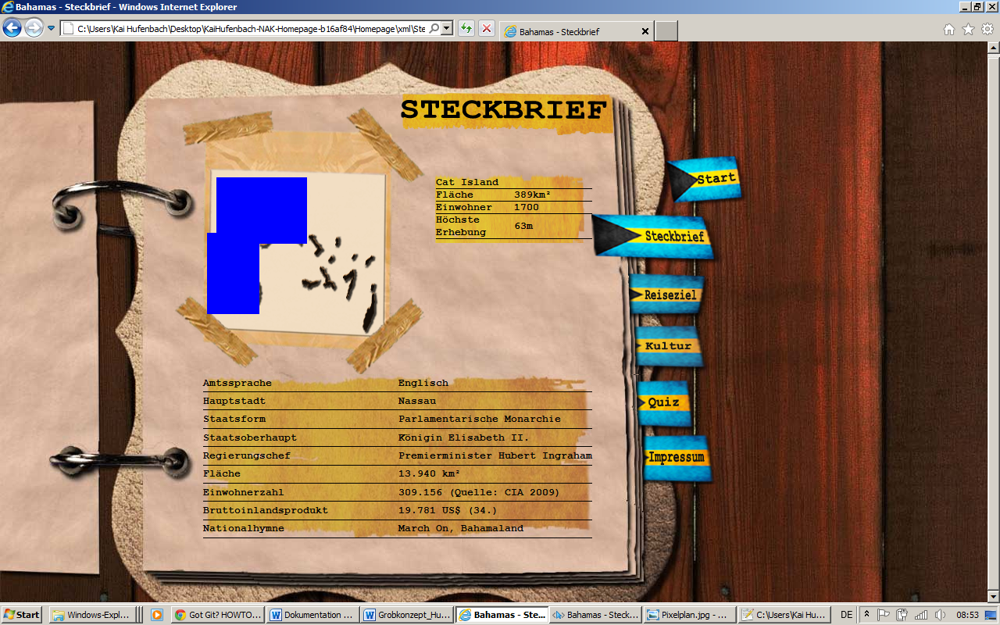 Bahamas - Steckbrief - Windows Internet Explorer
C:\Users\Kai Hufenbach\Desktop\KaiHufenbach-NAK-Homepage-b16af84\Homepage\xml\Ste
Bahamas - Steckbrief
STECKBRIEF
Cat Island
Fläche 389km²
Einwohner 1700
Höchste Erhebung 63m
Start
Steckbrief
Reiseziel
Kultur
Quiz
Impressum
Amtssprache Englisch
Hauptstadt Nassau
Staatsform Parlamentarische Monarchie
Staatsoberhaupt Königin Elisabeth II.
Regierungschef Premierminister Hubert Ingraham
Fläche 13.940 km²
Einwohnerzahl 309.156 (Quelle: CIA 2009)
Bruttoinlandsprodukt 19.781 US$ (34.)
Nationalhymne March On, Bahamaland
Start Windows-Expl... Got Git? HOWTO... Dokumentation ... Grobkonzept_Hu... Bahamas - Ste... Bahamas - Steck... Pixelplan.jpg - ... C:\Users\Kai Hu... DE 08:53